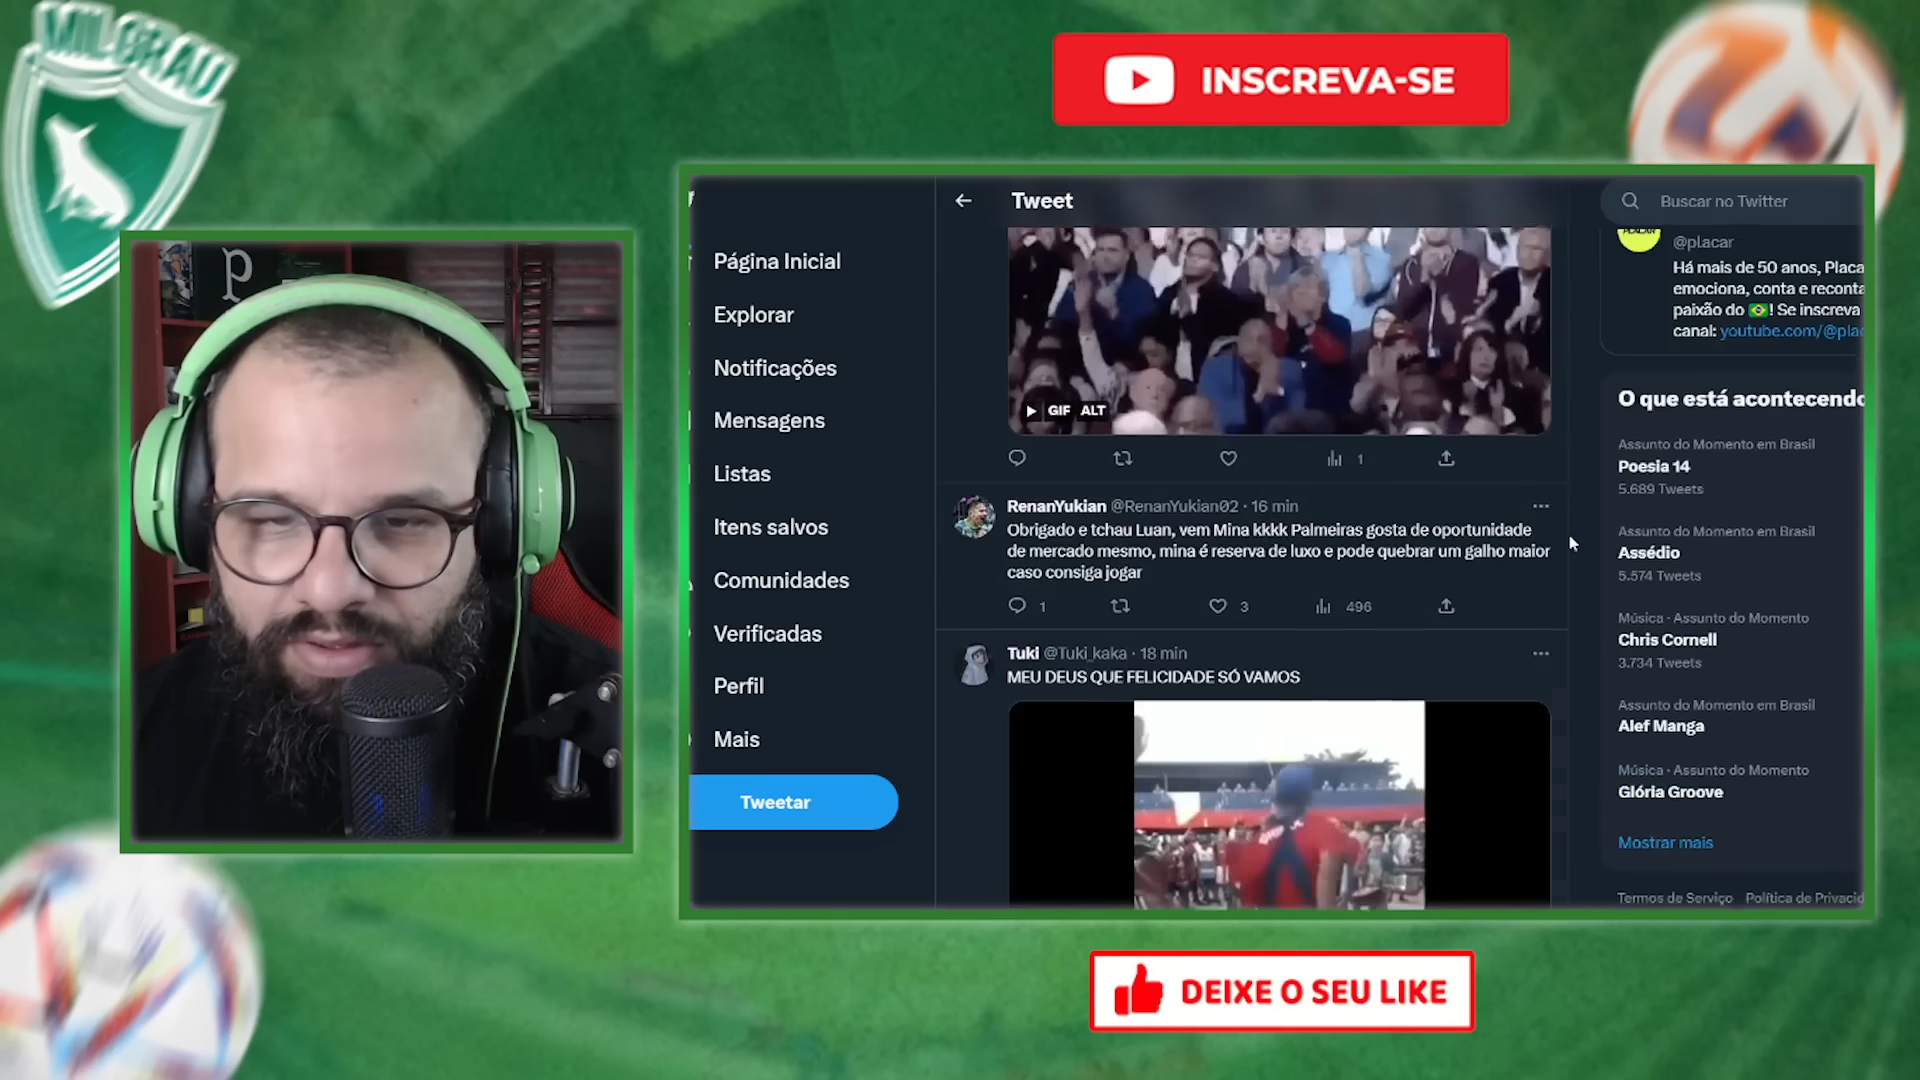 MILGRAU
INSCREVA-SE
Tweet
Buscar no Twitter
Página Inicial
Explorar
Notificações
Mensagens
Listas
Itens salvos
Comunidades
Verificadas
Perfil
Mais
Tweetar
GIF ALT
1
RenanYukian @RenanYukian02 · 16 min
Obrigado e tchau Luan, vem Mina kkkk Palmeiras gosta de oportunidade
de mercado mesmo, mina é reserva de luxo e pode quebrar um galho maior
caso consiga jogar
1 3 496
Tuki @Tuki_kaka · 18 min
MEU DEUS QUE FELICIDADE SÓ VAMOS
@placar
Há mais de 50 anos, Placa
emociona, conta e reconta
paixão do 🇧🇷! Se inscreva
canal: youtube.com/@plac
O que está acontecendo
Assunto do Momento em Brasil
Poesia 14
5.689 Tweets
Assunto do Momento em Brasil
Assédio
5.574 Tweets
Música · Assunto do Momento
Chris Cornell
3.734 Tweets
Assunto do Momento em Brasil
Alef Manga
Música · Assunto do Momento
Glória Groove
Mostrar mais
Termos de Serviço Política de Privacid
DEIXE O SEU LIKE